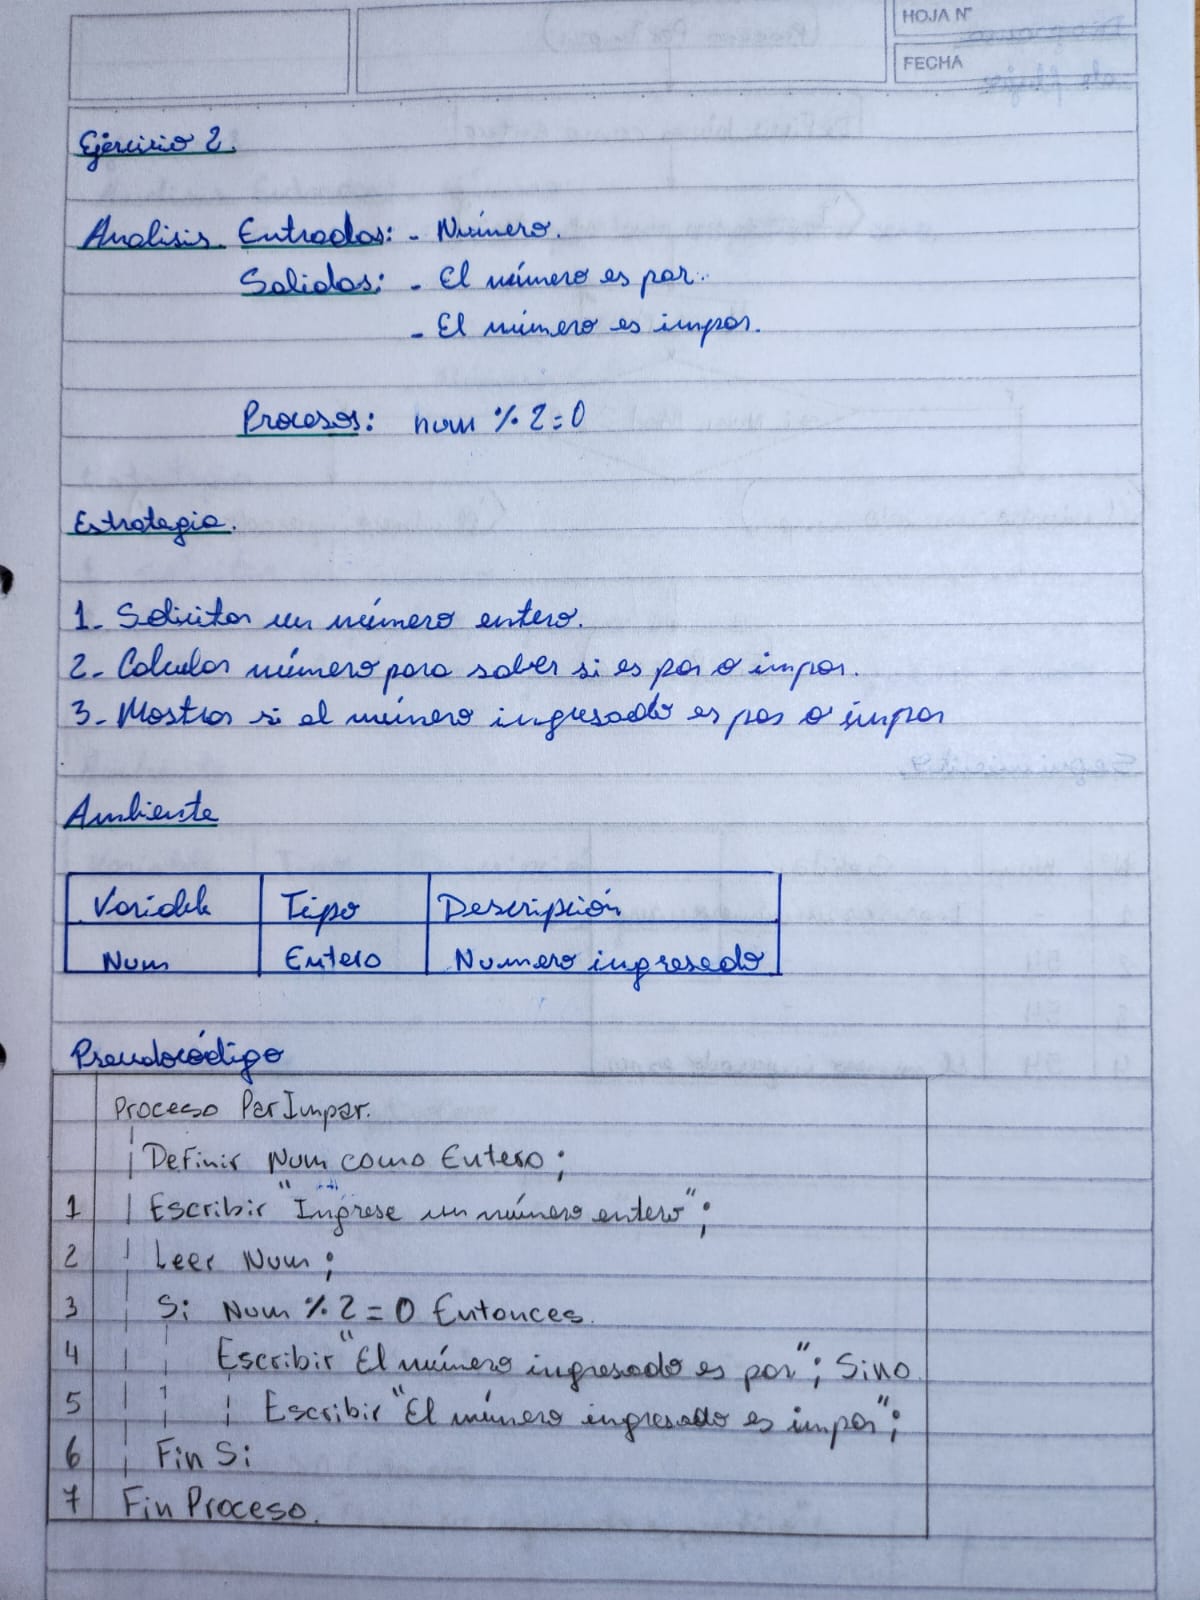 HOJA N°
FECHA
Ejercicio 2.
Analisis. Entradas: - Número.
Salidas: - El número es par.
- El número es impar.
Procesos: num % 2=0
Estrategia.
1- Solicitar un número entero.
2- Calcular número para saber si es par o impar.
3- Mostrar si el número ingresado es par o impar
Ambiente
Variable Tipo Descripción
Num Entero Numero ingresado
Pseudocódigo
Proceso ParImpar.
Definir Num como Entero;
1 Escribir "Ingrese un número entero";
2 Leer Num;
3 Si Num % 2=0 Entonces.
4 Escribir "El número ingresado es par"; Sino
5 Escribir "El número ingresado es impar";
6 Fin Si
7 Fin Proceso.